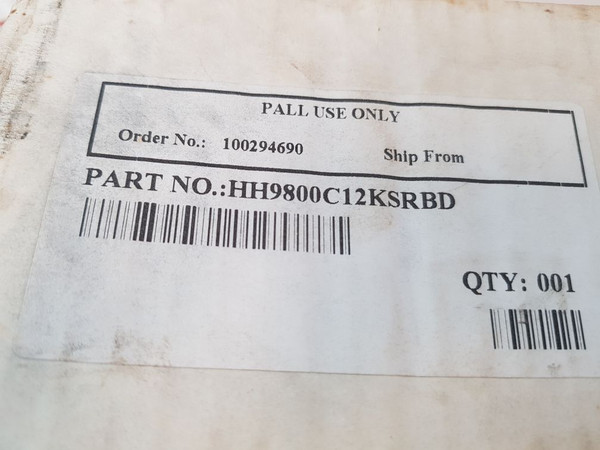 PALL USE ONLY
Order No.: 100294690 Ship From
PART NO.:HH9800C12KSRBD
QTY: 001